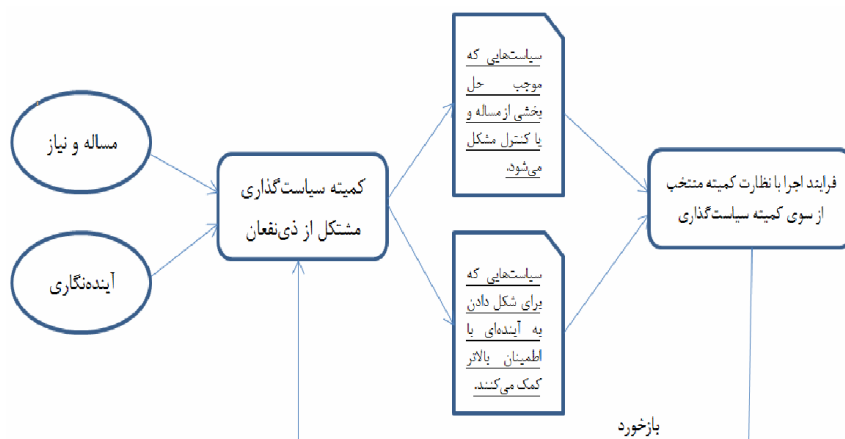 مساله و نیاز
آینده‌نگاری
کمیته سیاست‌گذاری
متشکل از ذی‌نفعان
سیاست‌هایی که
موجب حل
بخشی از مساله و
یا کنترل مشکل
می‌شود.
سیاست‌هایی که
برای شکل دادن
به آینده‌ای با
اطمینان بالاتر
کمک می‌کنند.
فرایند اجرا با نظارت کمیته منتخب
از سوی کمیته سیاست‌گذاری
بازخورد